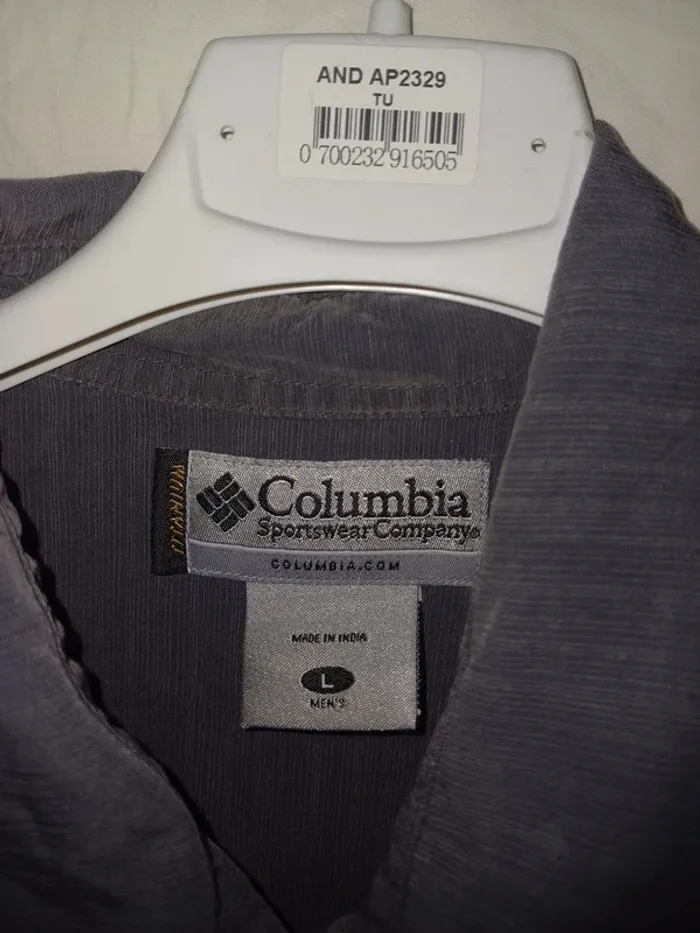 AND AP2329
TU
0 700232 916505
TITANIUM
Columbia
Sportswear Company®
COLUMBIA.COM
MADE IN INDIA
L
MEN'S